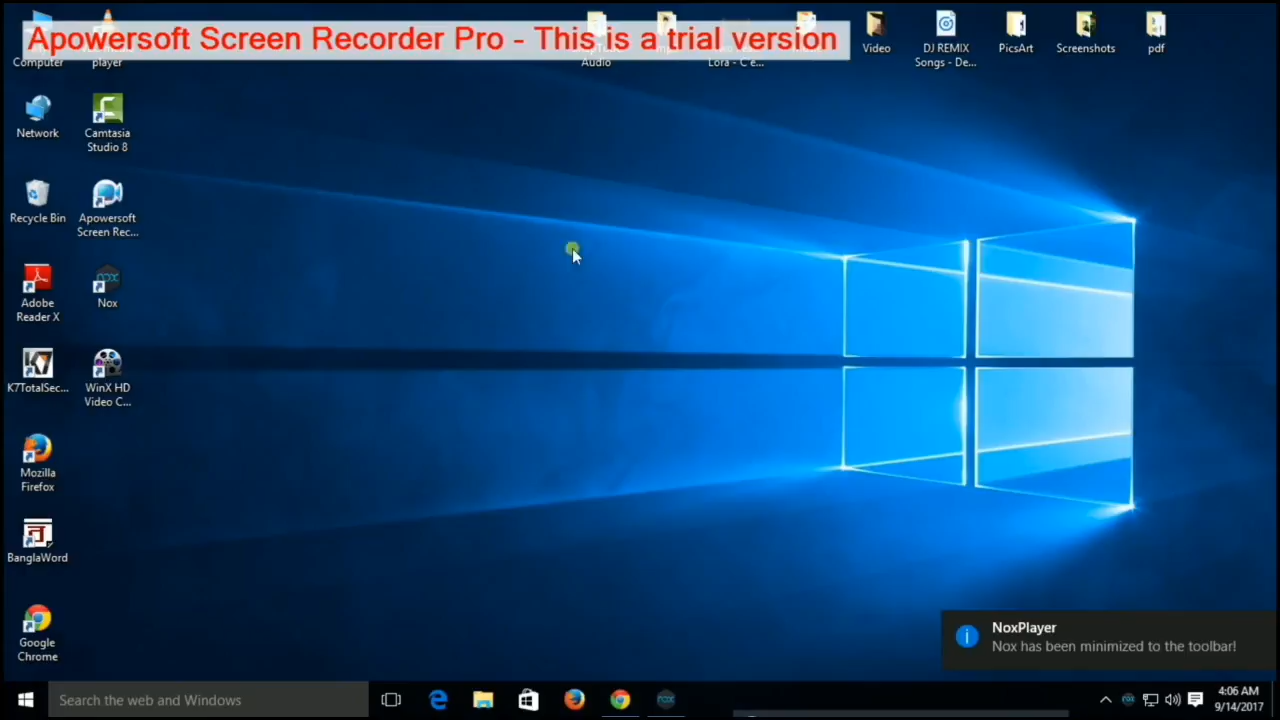 Apowersoft Screen Recorder Pro - This is a trial version
Computer
player
Audio
Lora - C e...
Video
DJ REMIX
Songs - De...
PicsArt
Screenshots
pdf
Network
Camtasia
Studio 8
Recycle Bin
Apowersoft
Screen Rec...
Adobe
Reader X
nox
Nox
K7TotalSec...
WinX HD
Video C...
Mozilla
Firefox
BanglaWord
Google
Chrome
NoxPlayer
Nox has been minimized to the toolbar!
Search the web and Windows
nox
4:06 AM
9/14/2017